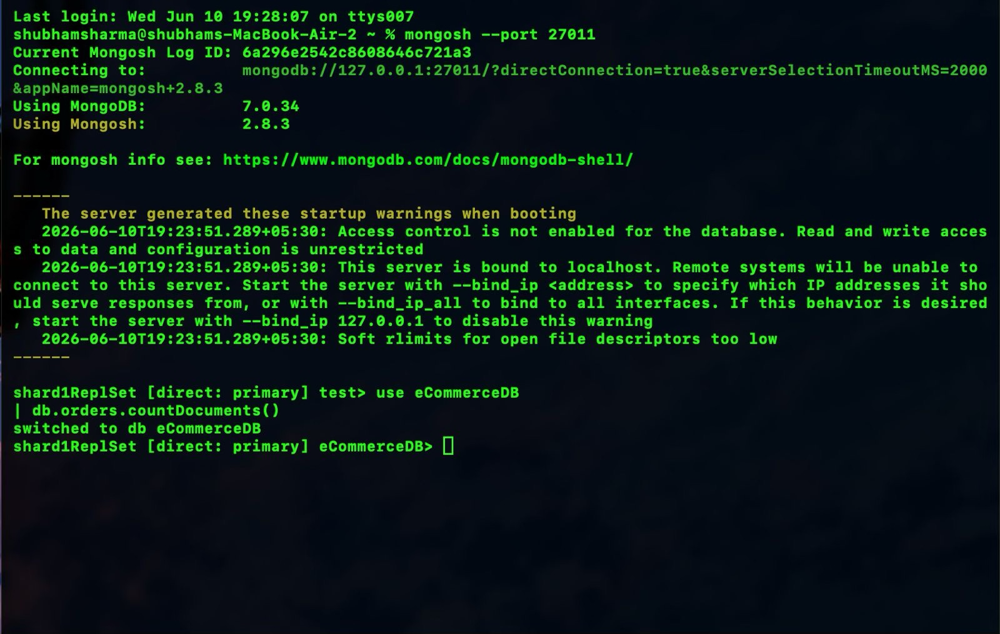 Last login: Wed Jun 10 19:28:07 on ttys007
shubhamsharma@shubhams-MacBook-Air-2 ~ % mongosh --port 27011
Current Mongosh Log ID: 6a296e2542c8608646c721a3
Connecting to:          mongodb://127.0.0.1:27011/?directConnection=true&serverSelectionTimeoutMS=2000
&appName=mongosh+2.8.3
Using MongoDB:          7.0.34
Using Mongosh:          2.8.3
For mongosh info see: https://www.mongodb.com/docs/mongodb-shell/
------
   The server generated these startup warnings when booting
   2026-06-10T19:23:51.289+05:30: Access control is not enabled for the database. Read and write acces
s to data and configuration is unrestricted
   2026-06-10T19:23:51.289+05:30: This server is bound to localhost. Remote systems will be unable to
connect to this server. Start the server with --bind_ip <address> to specify which IP addresses it sho
uld serve responses from, or with --bind_ip_all to bind to all interfaces. If this behavior is desired
, start the server with --bind_ip 127.0.0.1 to disable this warning
   2026-06-10T19:23:51.289+05:30: Soft rlimits for open file descriptors too low
------
shard1ReplSet [direct: primary] test> use eCommerceDB
| db.orders.countDocuments()
switched to db eCommerceDB
shard1ReplSet [direct: primary] eCommerceDB>